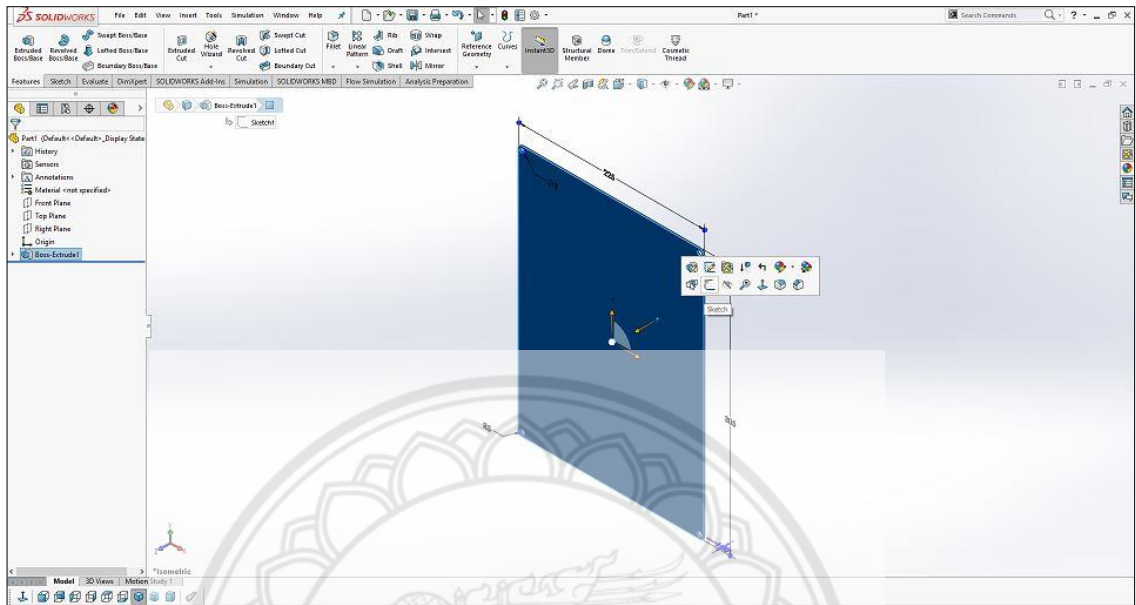 SOLIDWORKS File Edit View Insert Tools Simulation Window Help Part1 * Search Commands
Extruded Boss/Base
Revolved Boss/Base
Swept Boss/Base
Lofted Boss/Base
Boundary Boss/Base
Extruded Cut
Hole Wizard
Revolved Cut
Swept Cut
Lofted Cut
Boundary Cut
Fillet
Linear Pattern
Rib
Draft
Shell
Wrap
Intersect
Mirror
Reference Geometry
Curves
Instant3D
Structural Member
Dome
Trim/Extend
Cosmetic Thread
Features Sketch Evaluate DimXpert SOLIDWORKS Add-Ins Simulation SOLIDWORKS MBD Flow Simulation Analysis Preparation
Boss-Extrude1
Sketch1
Part1 (Default<<Default>_Display State
History
Sensors
Annotations
Material <not specified>
Front Plane
Top Plane
Right Plane
Origin
Boss-Extrude1
225
Sketch
*Isometric
Model 3D Views Motion Study 1